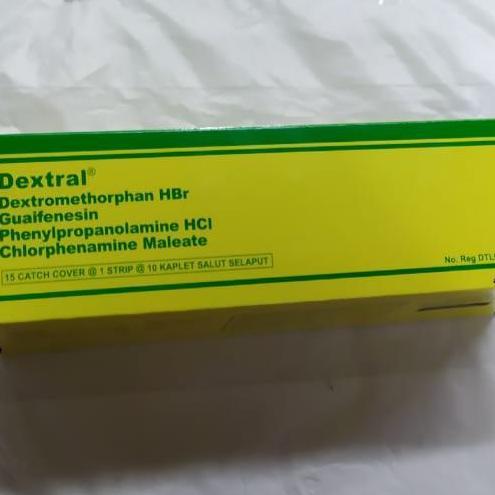 Dextral®
Dextromethorphan HBr
Guaifenesin
Phenylpropanolamine HCl
Chlorphenamine Maleate
15 CATCH COVER @ 1 STRIP @ 10 KAPLET SALUT SELAPUT
No. Reg